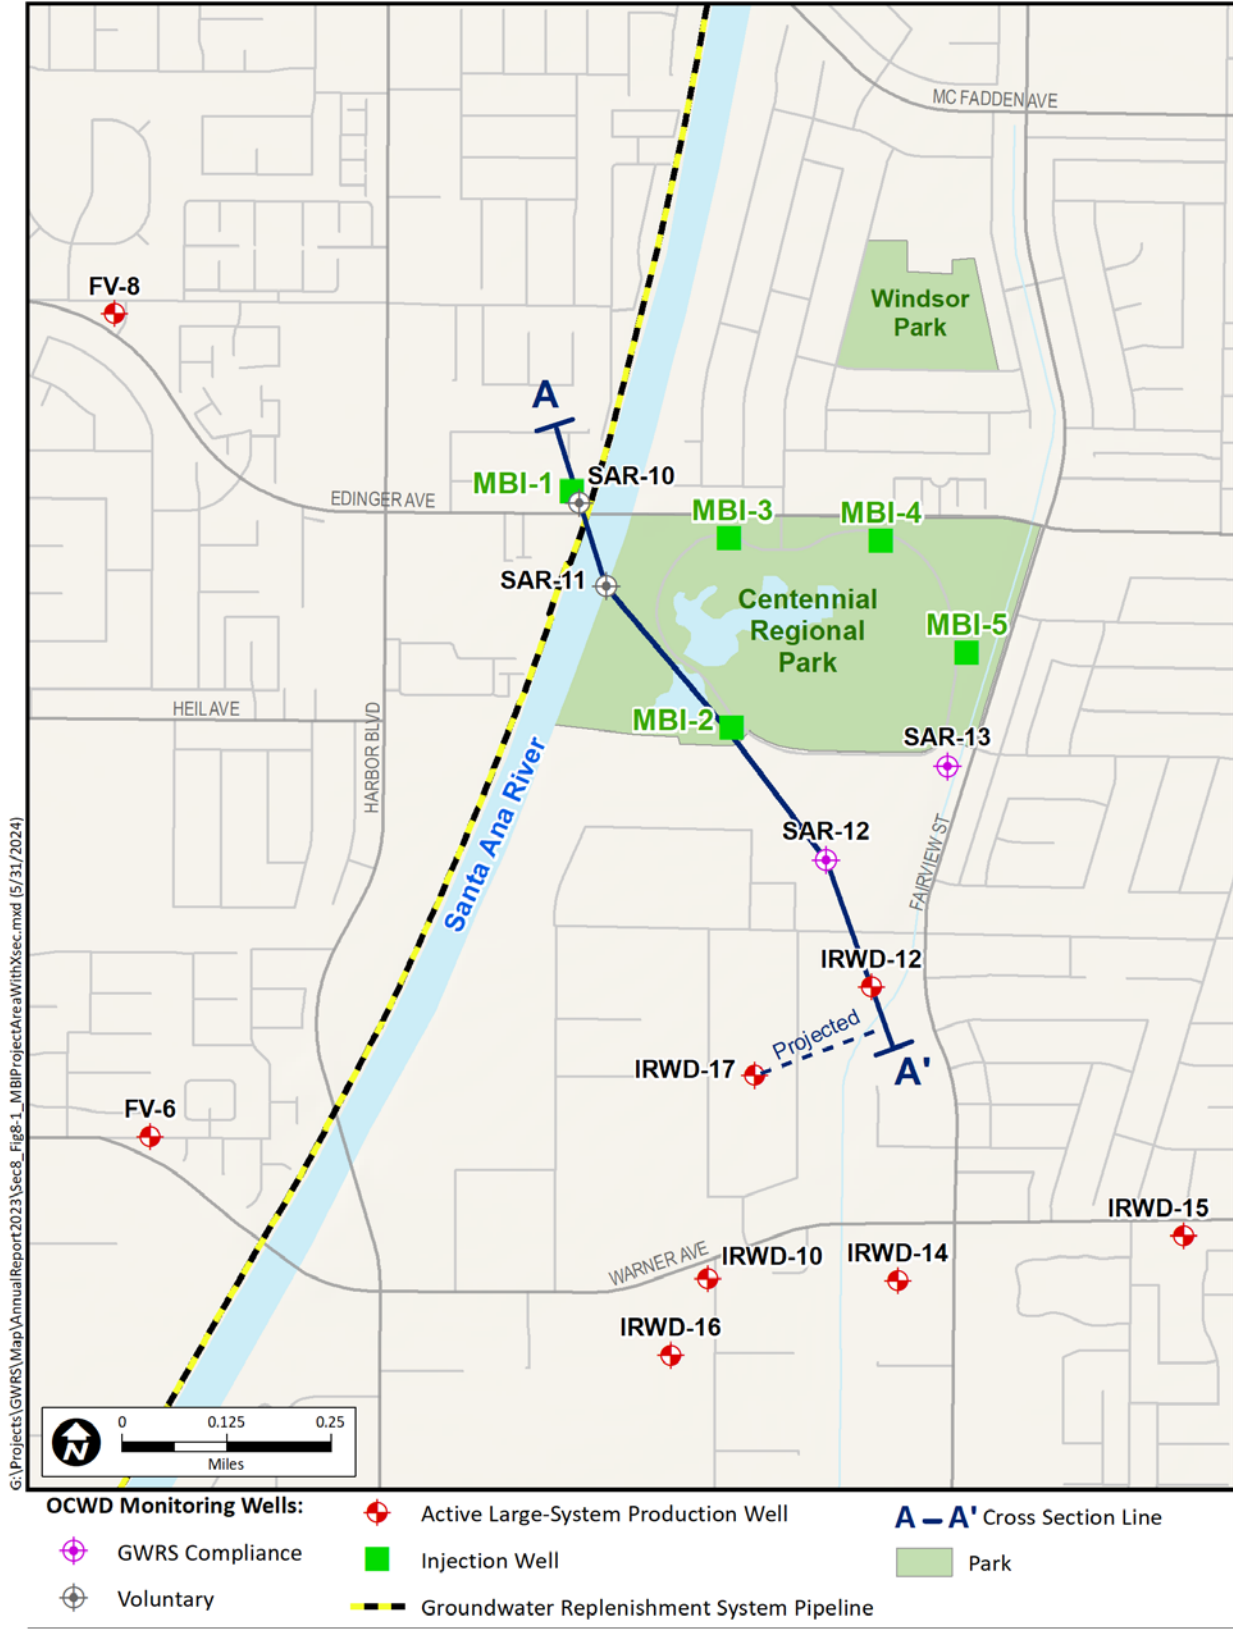 MC FADDEN AVE
Windsor
Park
FV-8
A
MBI-1
SAR-10
EDINGER AVE
MBI-3
MBI-4
SAR-11
Centennial
Regional
Park
MBI-5
HEIL AVE
HARBOR BLVD
MBI-2
SAR-13
Santa Ana River
SAR-12
FAIRVIEW ST
IRWD-12
Projected
IRWD-17
A'
FV-6
IRWD-15
WARNER AVE
IRWD-10
IRWD-14
IRWD-16
G:\Projects\GWRS\Map\AnnualReport2023\Sec8_Fig8-1_MBIProjectAreaWithXsec.mxd (5/31/2024)
N
0 0.125 0.25
Miles
OCWD Monitoring Wells:
GWRS Compliance
Voluntary
Active Large-System Production Well
Injection Well
Groundwater Replenishment System Pipeline
A – A' Cross Section Line
Park